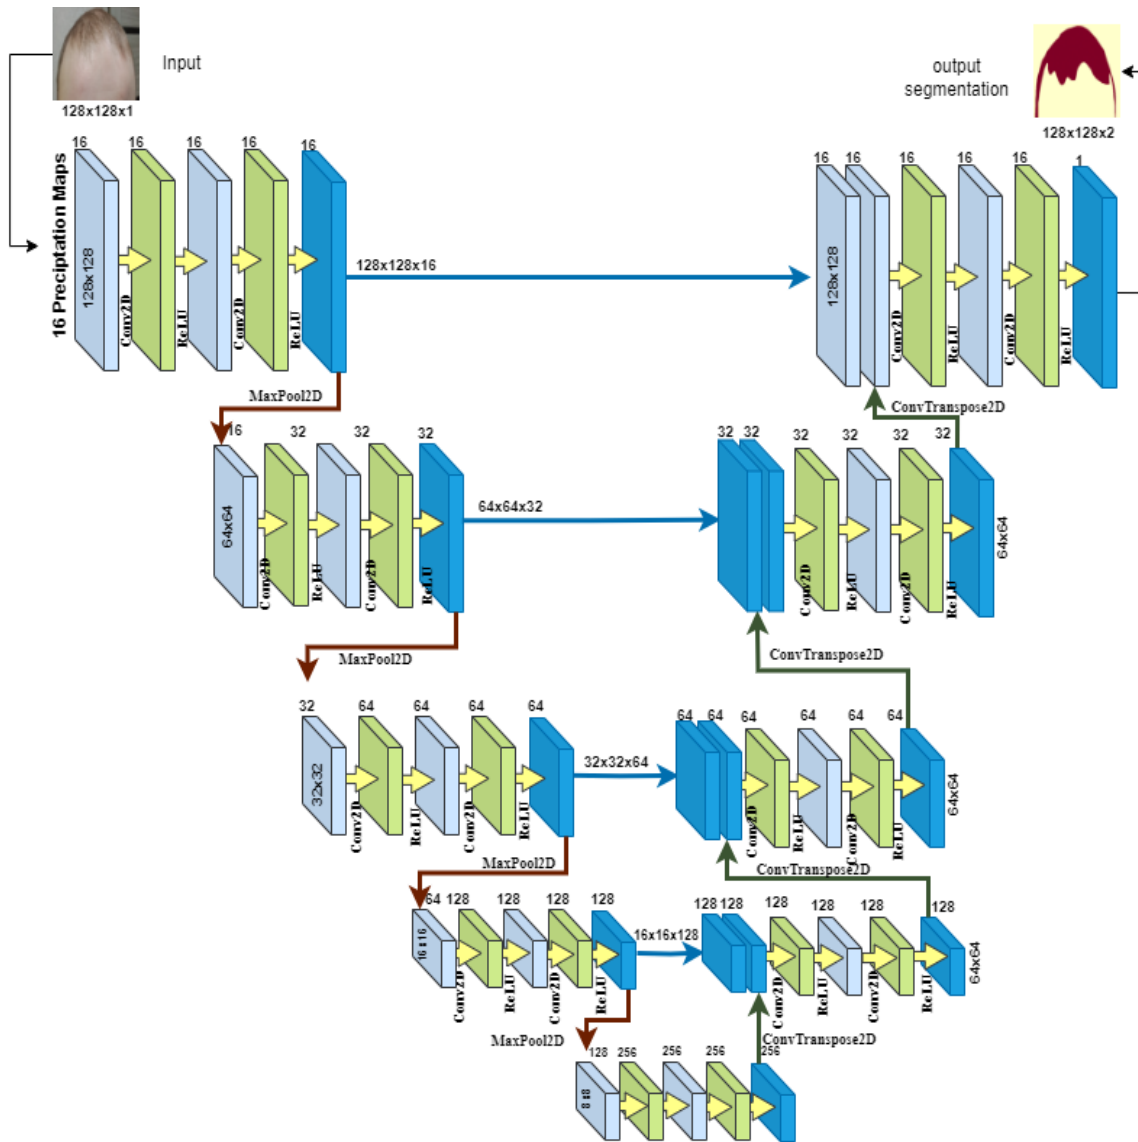 Input
128x128x1
output
segmentation
128x128x2
16 Preciptation Maps
16
16
16
16
16
128x128
Conv2D
ReLU
Conv2D
ReLU
128x128x16
16
16
16
16
16
1
128x128
Conv2D
ReLU
Conv2D
ReLU
MaxPool2D
ConvTranspose2D
16
32
32
32
64x64
Conv2D
ReLU
Conv2D
ReLU
64x64x32
32
32
32
32
32
32
Conv2D
ReLU
Conv2D
ReLU
64x64
MaxPool2D
ConvTranspose2D
32
64
64
64
64
32x32
Conv2D
ReLU
Conv2D
ReLU
32x32x64
64
64
64
64
64
64
Conv2D
ReLU
Conv2D
ReLU
64x64
MaxPool2D
ConvTranspose2D
64
128
128
128
128
16x16
Conv2D
ReLU
Conv2D
ReLU
16x16x128
128
128
128
128
128
128
Conv2D
ReLU
Conv2D
ReLU
64x64
MaxPool2D
ConvTranspose2D
128
256
256
256
256
8x8